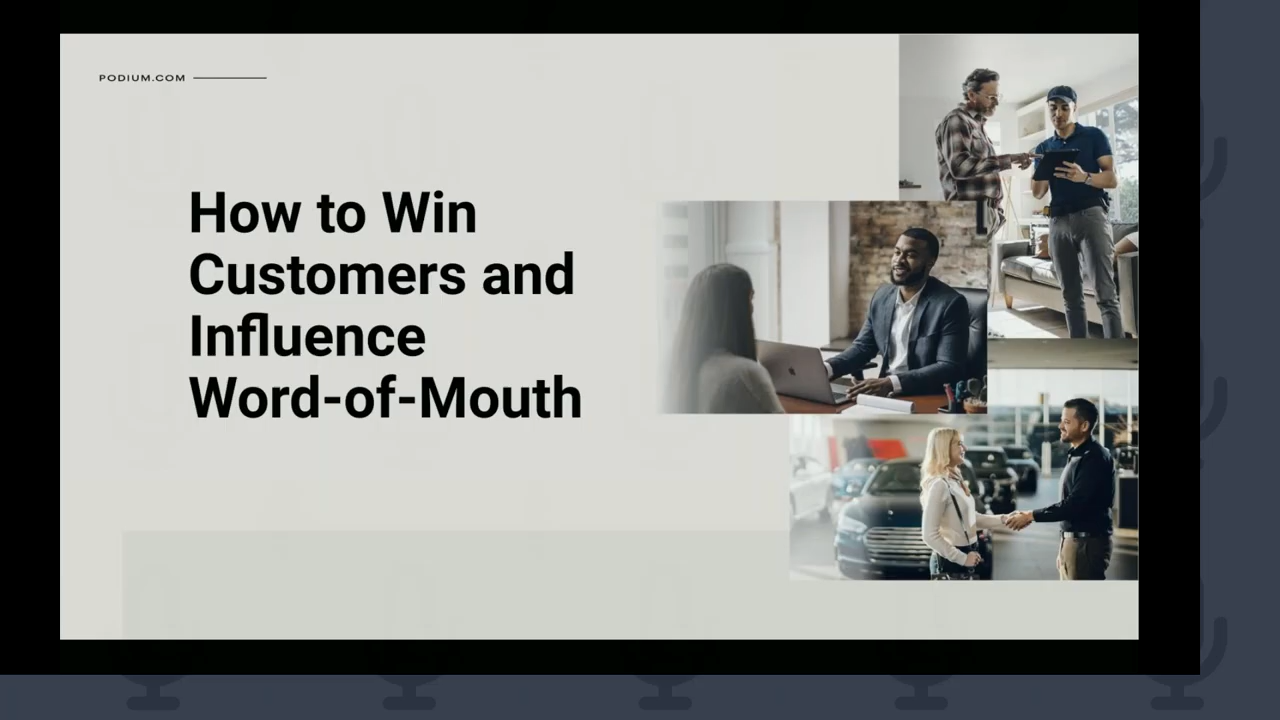 PODIUM.COM
How to Win
Customers and
Influence
Word-of-Mouth